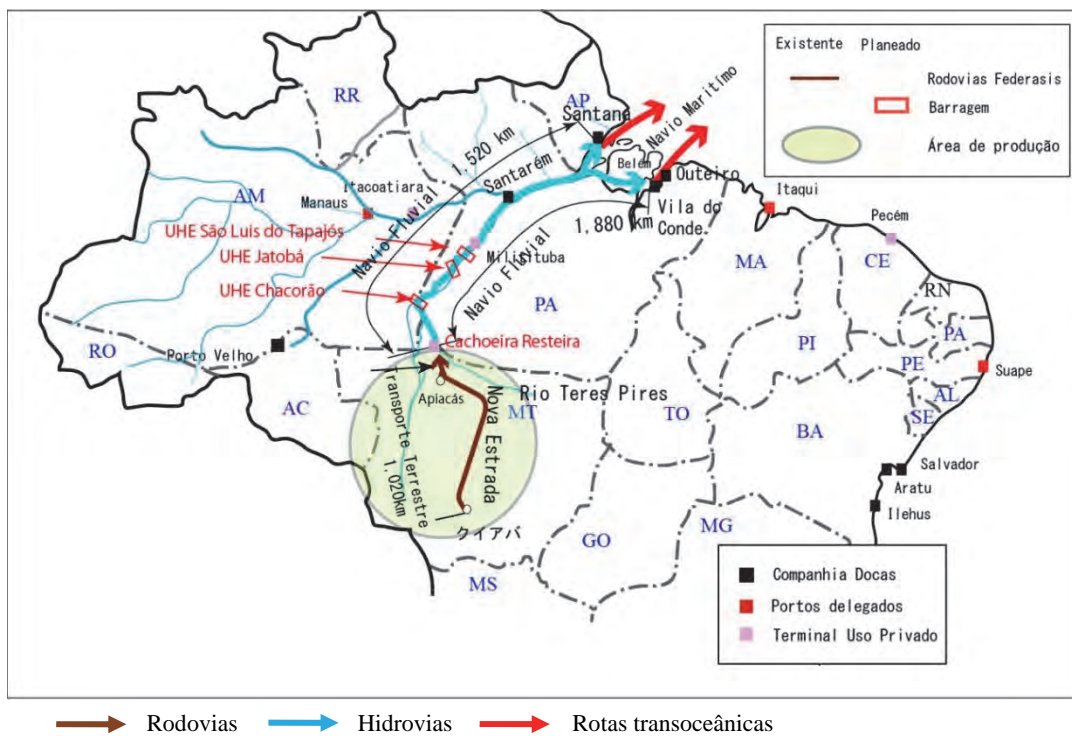 Existente Planeado
Rodovias Federasis
Barragem
Área de produção
RR
AP
Santana
Navio Marítimo
1.520 km
Belém
Outeiro
Santarém
Itacoatiara
Manaus
AM
Itaqui
Navio Fluvial
Vila do
Conde.
1,880 km
Pecém
UHE São Luis do Tapajós
UHE Jatobá
UHE Chacorão
Navio Fluvial
MA
CE
RN
PA
PA
PI
PE
RO
Porto Velho
Cachoeira Resteira
Suape
AL
SE
Rio Teres Pires
Apiacás
MT
AC
TO
BA
Transporte Terrestre
1.020km
Nova Estrada
Salvador
Aratu
Ilehus
クイアバ
GO
MG
MS
Companhia Docas
Portos delegados
Terminal Uso Privado
Rodovias Hidrovias Rotas transoceânicas